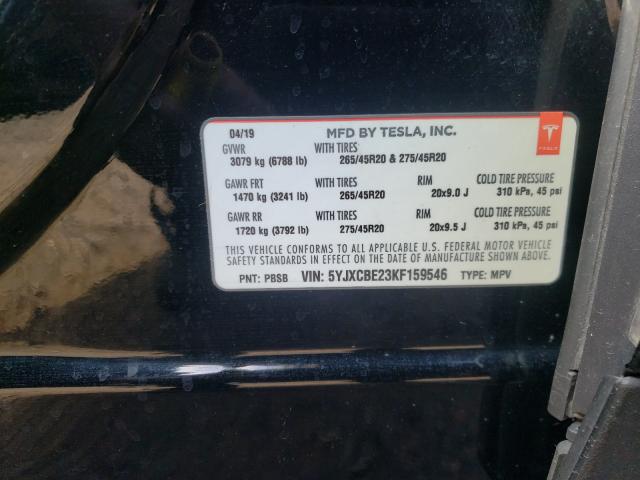 04/19 MFD BY TESLA, INC.
GVWR WITH TIRES
3079 kg (6788 lb) 265/45R20 & 275/45R20
TESLA
GAWR FRT WITH TIRES RIM COLD TIRE PRESSURE
1470 kg (3241 lb) 265/45R20 20x9.0 J 310 kPa, 45 psi
GAWR RR WITH TIRES RIM COLD TIRE PRESSURE
1720 kg (3792 lb) 275/45R20 20x9.5 J 310 kPa, 45 psi
THIS VEHICLE CONFORMS TO ALL APPLICABLE U.S. FEDERAL MOTOR VEHICLE
SAFETY STANDARDS IN EFFECT ON THE DATE OF MANUFACTURE SHOWN ABOVE.
PNT: PBSB VIN: 5YJXCBE23KF159546 TYPE: MPV